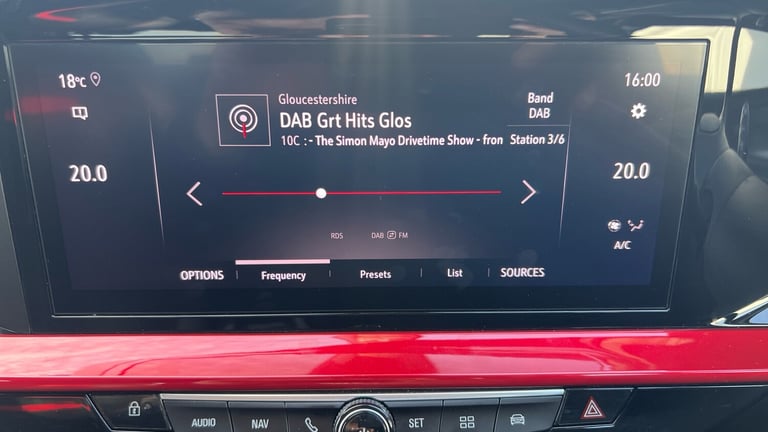 18°C
16:00
Gloucestershire
Band
DAB Grt Hits Glos
DAB
10C : - The Simon Mayo Drivetime Show - fron
Station 3/6
20.0
20.0
RDS
DAB
FM
A/C
OPTIONS
Frequency
Presets
List
SOURCES
AUDIO
NAV
SET